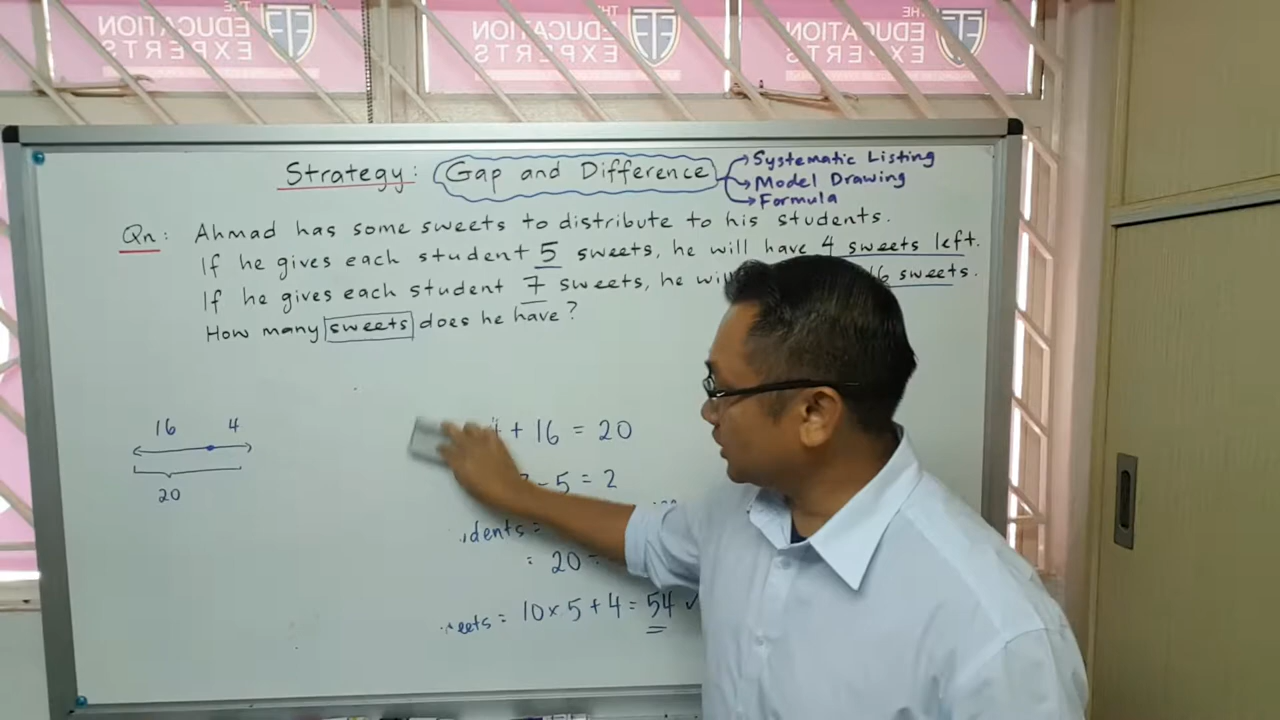 THE EDUCATION EXPERTS
THE EDUCATION EXPERTS
THE EDUCATION EXPERTS
Strategy: Gap and Difference
Systematic Listing
Model Drawing
Formula
Qn: Ahmad has some sweets to distribute to his students.
If he gives each student 5 sweets, he will have 4 sweets left.
If he gives each student 7 sweets, he 16 sweets.
How many sweets does he have?
16 4
20
4 + 16 = 20
- 5 = 2
= 20
= 10 × 5 + 4 = 54 ✓